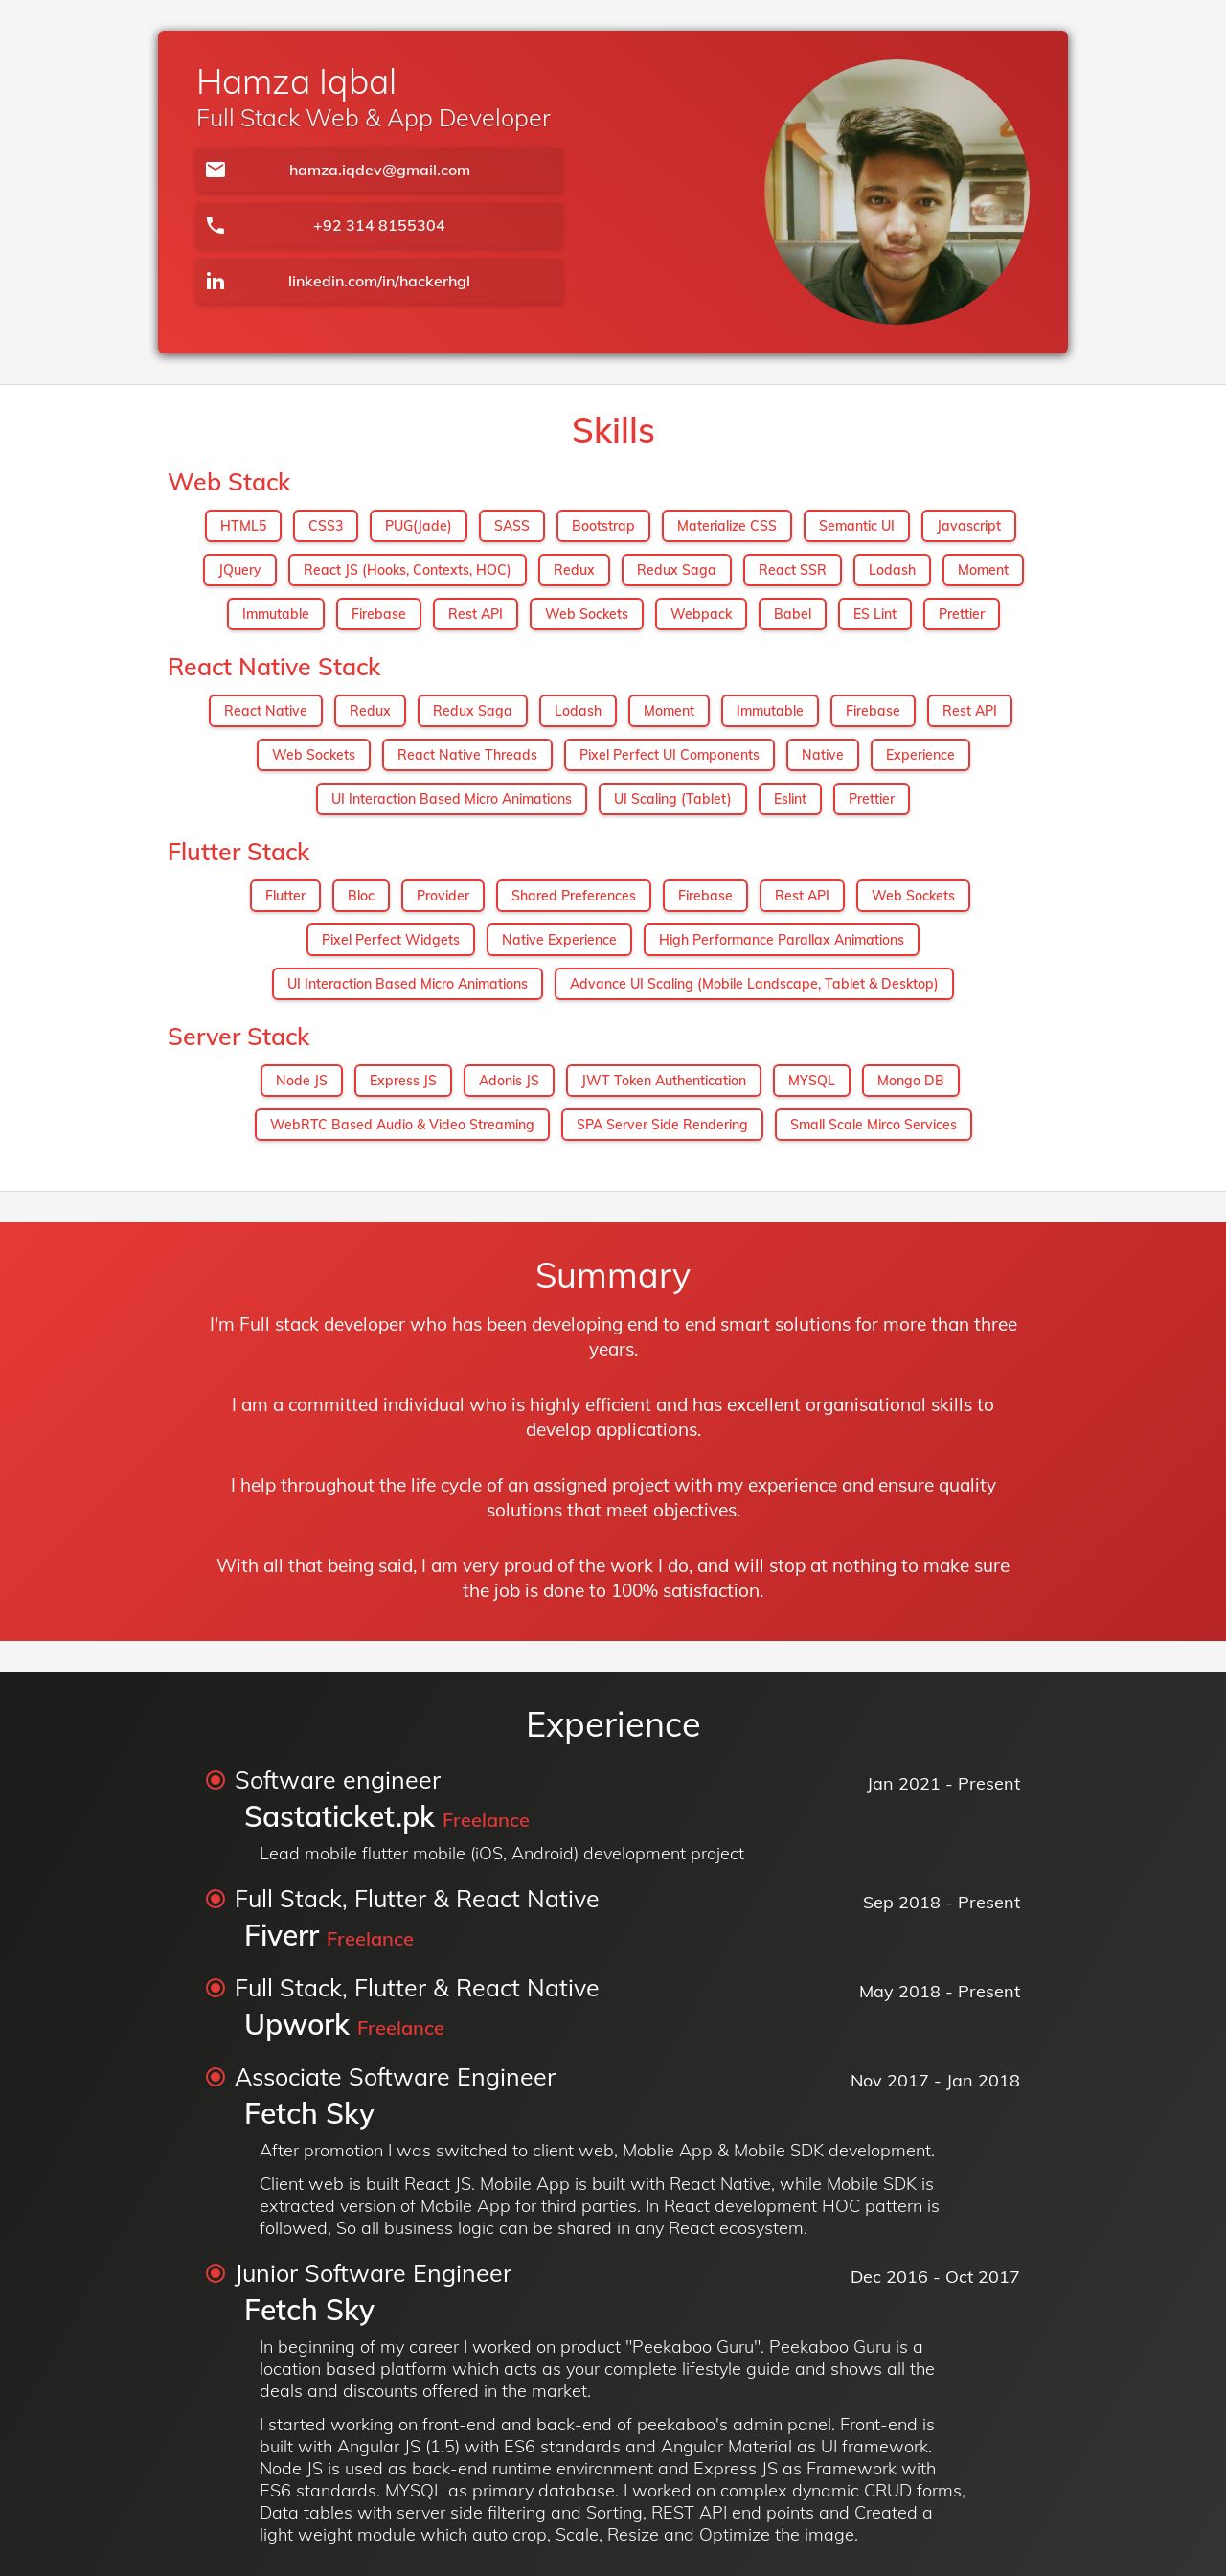 Hamza Iqbal
Full Stack Web & App Developer
hamza.iqdev@gmail.com
+92 314 8155304
in linkedin.com/in/hackerhgl
Skills
Web Stack
HTML5 CSS3 PUG(Jade) SASS Bootstrap Materialize CSS Semantic UI Javascript
JQuery React JS (Hooks, Contexts, HOC) Redux Redux Saga React SSR Lodash Moment
Immutable Firebase Rest API Web Sockets Webpack Babel ES Lint Prettier
React Native Stack
React Native Redux Redux Saga Lodash Moment Immutable Firebase Rest API
Web Sockets React Native Threads Pixel Perfect UI Components Native Experience
UI Interaction Based Micro Animations UI Scaling (Tablet) Eslint Prettier
Flutter Stack
Flutter Bloc Provider Shared Preferences Firebase Rest API Web Sockets
Pixel Perfect Widgets Native Experience High Performance Parallax Animations
UI Interaction Based Micro Animations Advance UI Scaling (Mobile Landscape, Tablet & Desktop)
Server Stack
Node JS Express JS Adonis JS JWT Token Authentication MYSQL Mongo DB
WebRTC Based Audio & Video Streaming SPA Server Side Rendering Small Scale Mirco Services
Summary
I'm Full stack developer who has been developing end to end smart solutions for more than three
years.
I am a committed individual who is highly efficient and has excellent organisational skills to
develop applications.
I help throughout the life cycle of an assigned project with my experience and ensure quality
solutions that meet objectives.
With all that being said, I am very proud of the work I do, and will stop at nothing to make sure
the job is done to 100% satisfaction.
Experience
Software engineer Jan 2021 - Present
Sastaticket.pk Freelance
Lead mobile flutter mobile (iOS, Android) development project
Full Stack, Flutter & React Native Sep 2018 - Present
Fiverr Freelance
Full Stack, Flutter & React Native May 2018 - Present
Upwork Freelance
Associate Software Engineer Nov 2017 - Jan 2018
Fetch Sky
After promotion I was switched to client web, Moblie App & Mobile SDK development.
Client web is built React JS. Mobile App is built with React Native, while Mobile SDK is
extracted version of Mobile App for third parties. In React development HOC pattern is
followed, So all business logic can be shared in any React ecosystem.
Junior Software Engineer Dec 2016 - Oct 2017
Fetch Sky
In beginning of my career I worked on product "Peekaboo Guru". Peekaboo Guru is a
location based platform which acts as your complete lifestyle guide and shows all the
deals and discounts offered in the market.
I started working on front-end and back-end of peekaboo's admin panel. Front-end is
built with Angular JS (1.5) with ES6 standards and Angular Material as UI framework.
Node JS is used as back-end runtime environment and Express JS as Framework with
ES6 standards. MYSQL as primary database. I worked on complex dynamic CRUD forms,
Data tables with server side filtering and Sorting, REST API end points and Created a
light weight module which auto crop, Scale, Resize and Optimize the image.